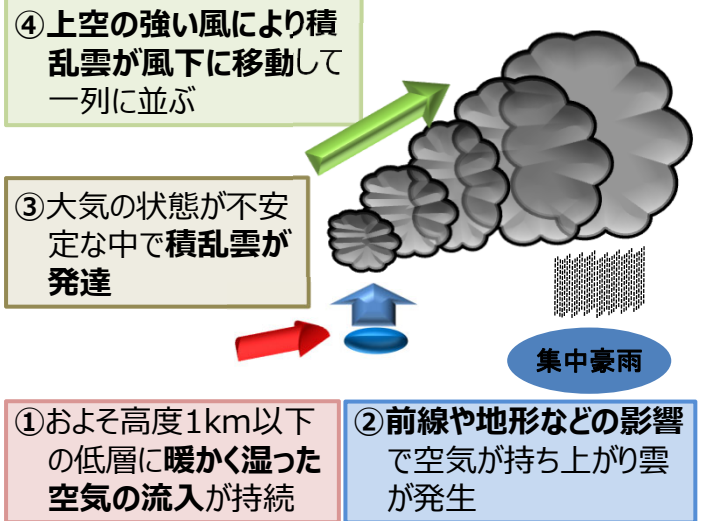 ④上空の強い風により積
乱雲が風下に移動して
一列に並ぶ
③大気の状態が不安
定な中で積乱雲が
発達
集中豪雨
①およそ高度1km以下
の低層に暖かく湿った
空気の流入が持続
②前線や地形などの影響
で空気が持ち上がり雲
が発生